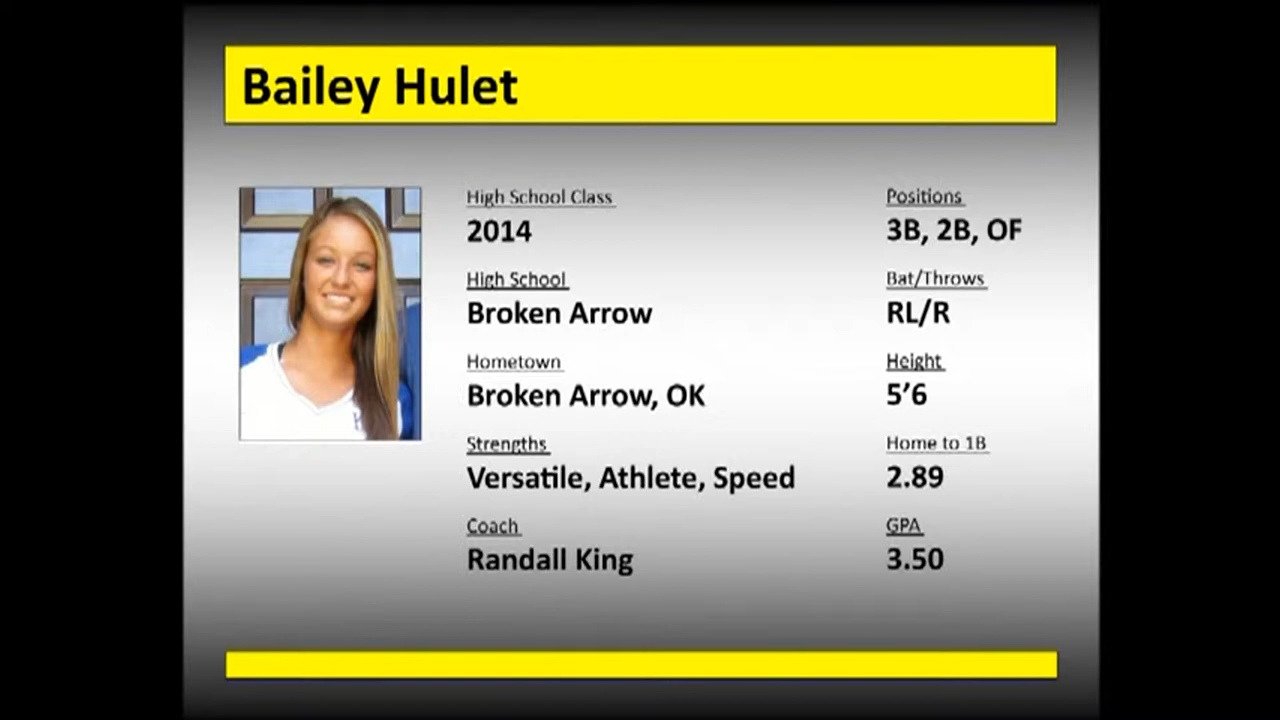 Bailey Hulet
High School Class
2014
High School
Broken Arrow
Hometown
Broken Arrow, OK
Strengths
Versatile, Athlete, Speed
Coach
Randall King
Positions
3B, 2B, OF
Bat/Throws
RL/R
Height
5’6
Home to 1B
2.89
GPA
3.50